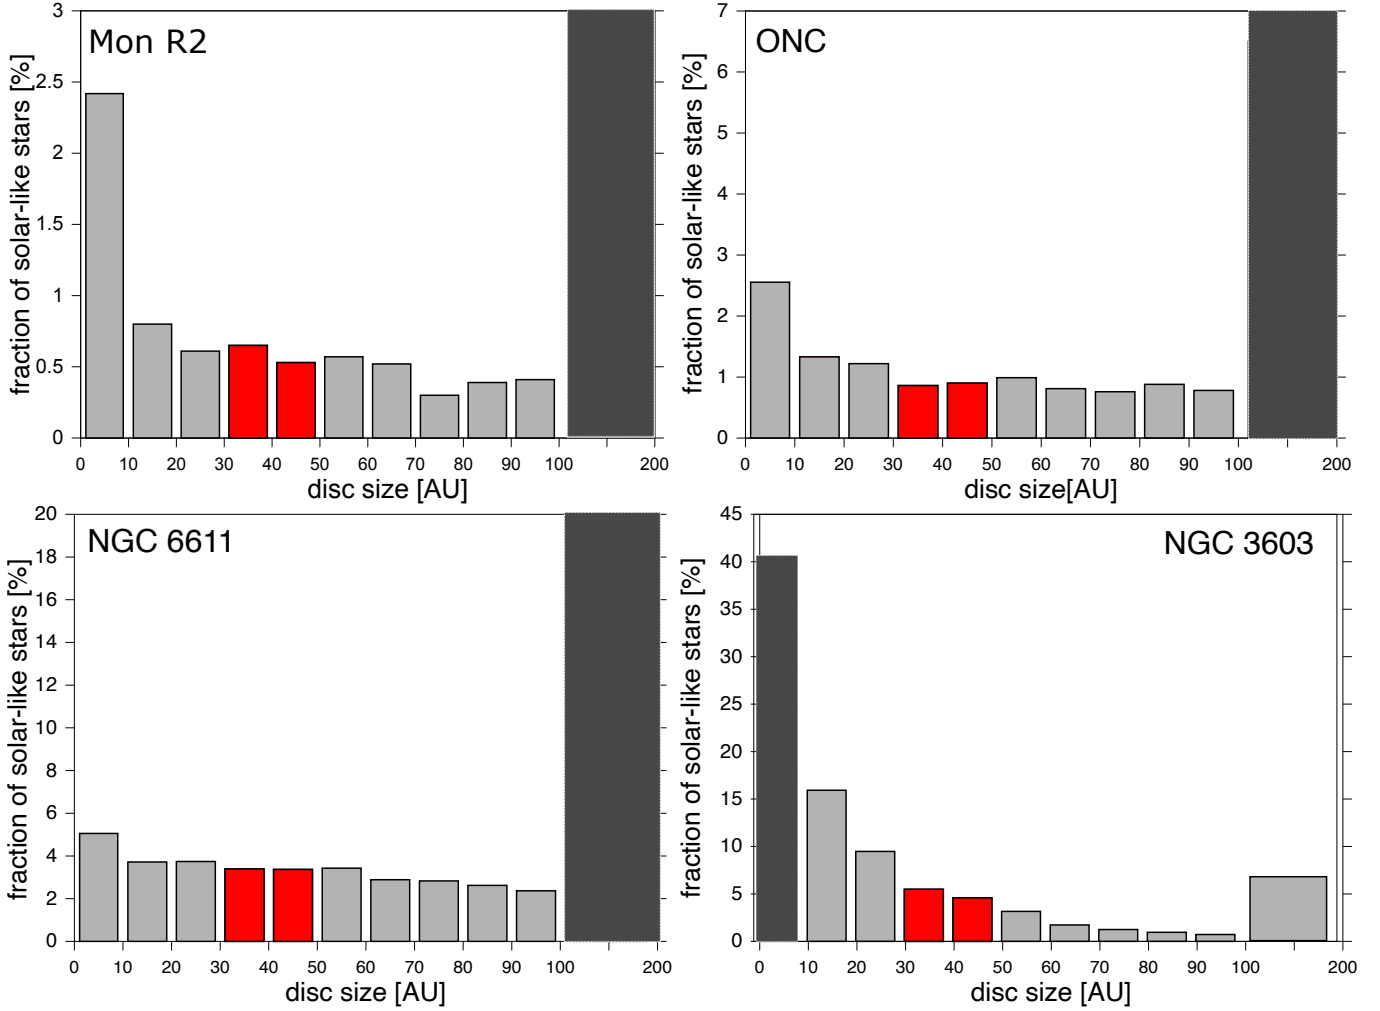 Mon R2
fraction of solar-like stars [%]
3
2.5
2
1.5
1
0.5
0
0 10 20 30 40 50 60 70 80 90 100 200
disc size [AU]
ONC
fraction of solar-like stars [%]
7
6
5
4
3
2
1
0
0 10 20 30 40 50 60 70 80 90 100 200
disc size[AU]
NGC 6611
fraction of solar-like stars [%]
20
18
16
14
12
10
8
6
4
2
0
0 10 20 30 40 50 60 70 80 90 100 200
disc size [AU]
NGC 3603
fraction of solar-like stars [%]
45
40
35
30
25
20
15
10
5
0
0 10 20 30 40 50 60 70 80 90 100 200
disc size [AU]